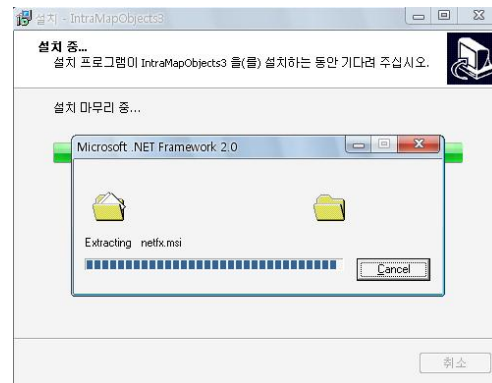 설치 - IntraMapObjects3
설치 중...
설치 프로그램이 IntraMapObjects3 을(를) 설치하는 동안 기다려 주십시오.
설치 마무리 중...
Microsoft .NET Framework 2.0
Extracting netfx.msi
Cancel
취소